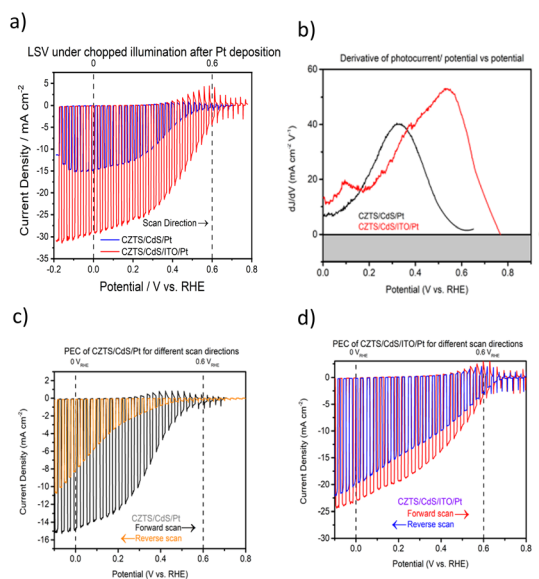 a)
LSV under chopped illumination after Pt deposition
0
0.6
5
0
-5
-10
-15
-20
-25
-30
-35
Current Density / mA cm⁻²
Scan Direction→
CZTS/CdS/Pt
CZTS/CdS/ITO/Pt
-0.2
0.0
0.2
0.4
0.6
0.8
Potential / V vs. RHE
b)
Derivative of photocurrent/ potential vs potential
60
40
20
0
dJ/dV (mA cm⁻² V⁻¹)
CZTS/CdS/Pt
CZTS/CdS/ITO/Pt
0.0
0.2
0.4
0.6
0.8
Potential (V vs. RHE)
c)
PEC of CZTS/CdS/Pt for different scan directions
0 VRHE
0.6 VRHE
2
0
-2
-4
-6
-8
-10
-12
-14
-16
Current Density (mA cm⁻²)
CZTS/CdS/Pt
Forward scan→
←Reverse scan
0.0
0.2
0.4
0.6
0.8
Potential (V vs. RHE)
d)
PEC of CZTS/CdS/ITO/Pt for different scan directions
0 VRHE
0.6 VRHE
5
0
-5
-10
-15
-20
-25
-30
Current Density (mA cm⁻²)
CZTS/CdS/ITO/Pt
Forward scan→
←Reverse scan
0.0
0.2
0.4
0.6
0.8
Potential (V vs. RHE)